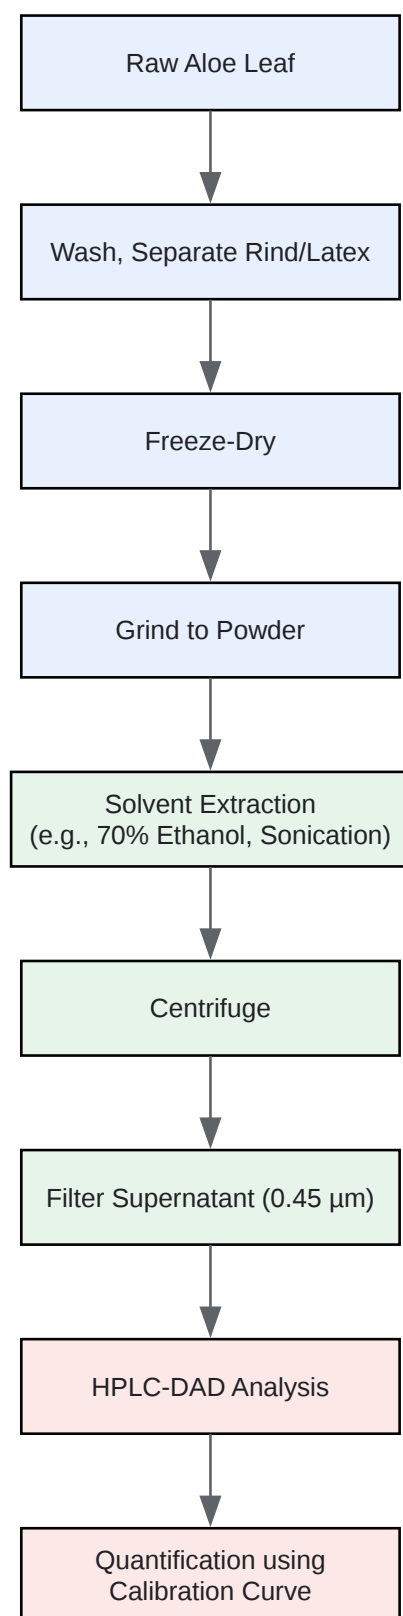 Raw Aloe Leaf
Wash, Separate Rind/Latex
Freeze-Dry
Grind to Powder
Solvent Extraction
(e.g., 70% Ethanol, Sonication)
Centrifuge
Filter Supernatant (0.45 µm)
HPLC-DAD Analysis
Quantification using
Calibration Curve